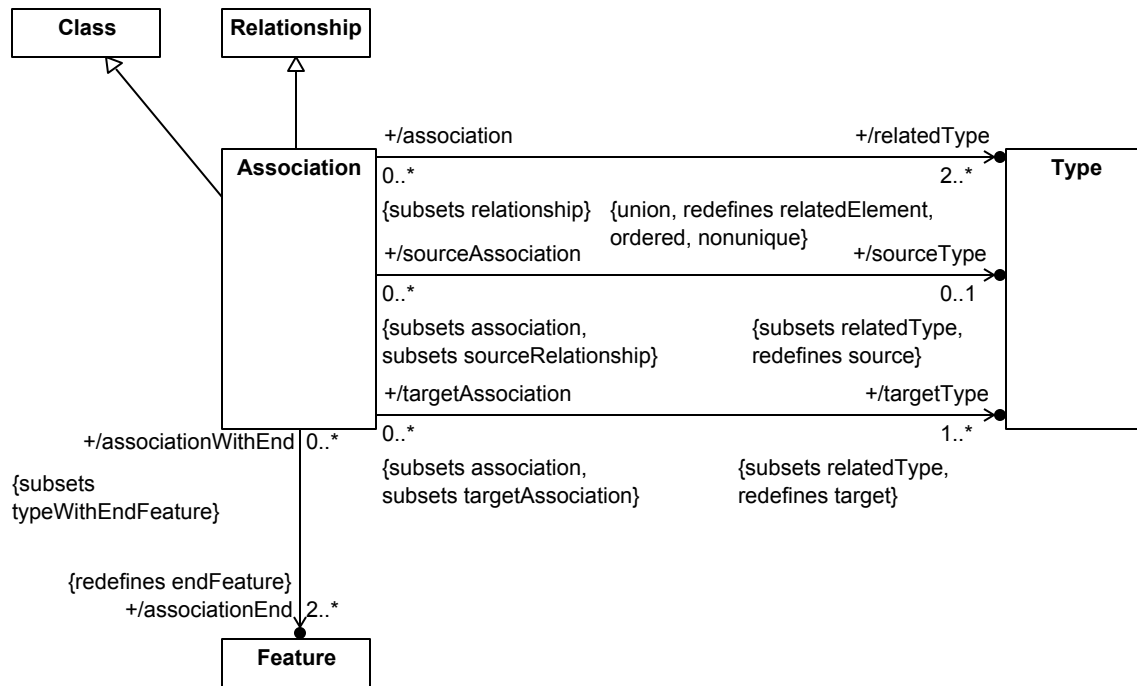 Class
Relationship
Association
Type
+/association
+/relatedType
0..*
2..*
{subsets relationship}
{union, redefines relatedElement,
ordered, nonunique}
+/sourceAssociation
+/sourceType
0..*
0..1
{subsets association,
subsets sourceRelationship}
{subsets relatedType,
redefines source}
+/targetAssociation
+/targetType
0..*
1..*
{subsets association,
subsets targetAssociation}
{subsets relatedType,
redefines target}
+/associationWithEnd
0..*
{subsets
typeWithEndFeature}
{redefines endFeature}
+/associationEnd
2..*
Feature